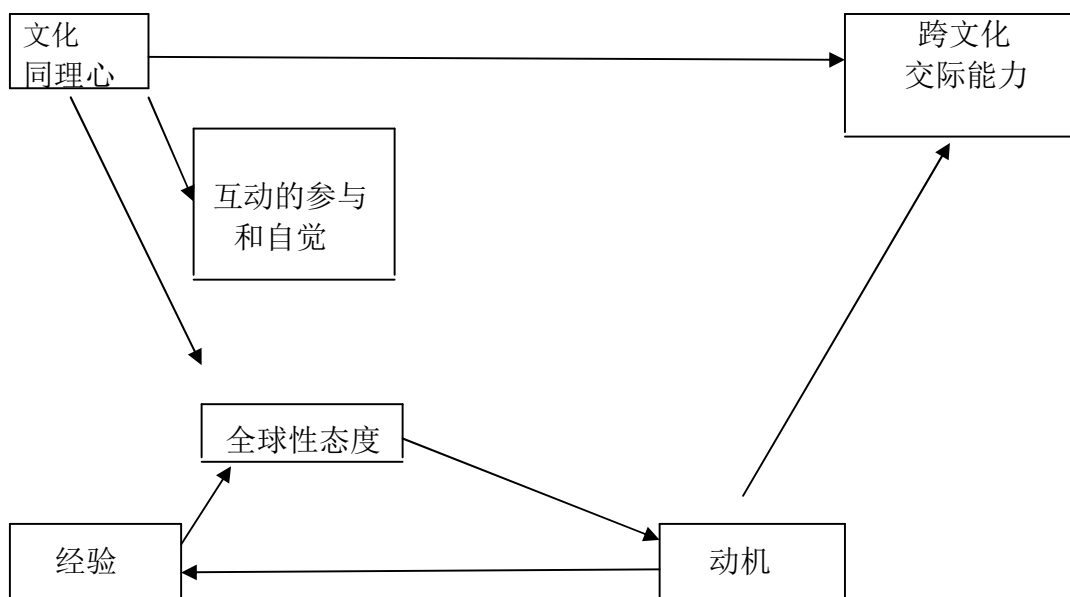 文化
同理心
跨文化
交际能力
互动的参与
和自觉
全球性态度
经验
动机